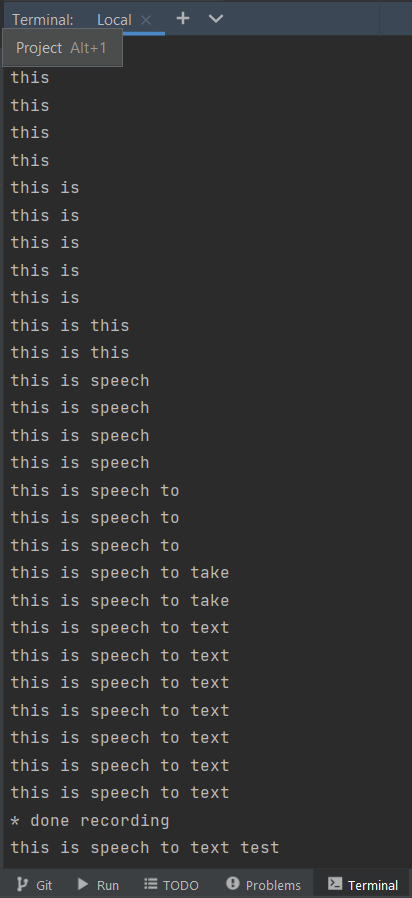 Terminal: Local × + ⌄
Project Alt+1
this
this
this
this
this is
this is
this is
this is
this is
this is this
this is this
this is speech
this is speech
this is speech
this is speech
this is speech to
this is speech to
this is speech to
this is speech to take
this is speech to take
this is speech to text
this is speech to text
this is speech to text
this is speech to text
this is speech to text
this is speech to text
this is speech to text
* done recording
this is speech to text test
Git Run TODO Problems Terminal